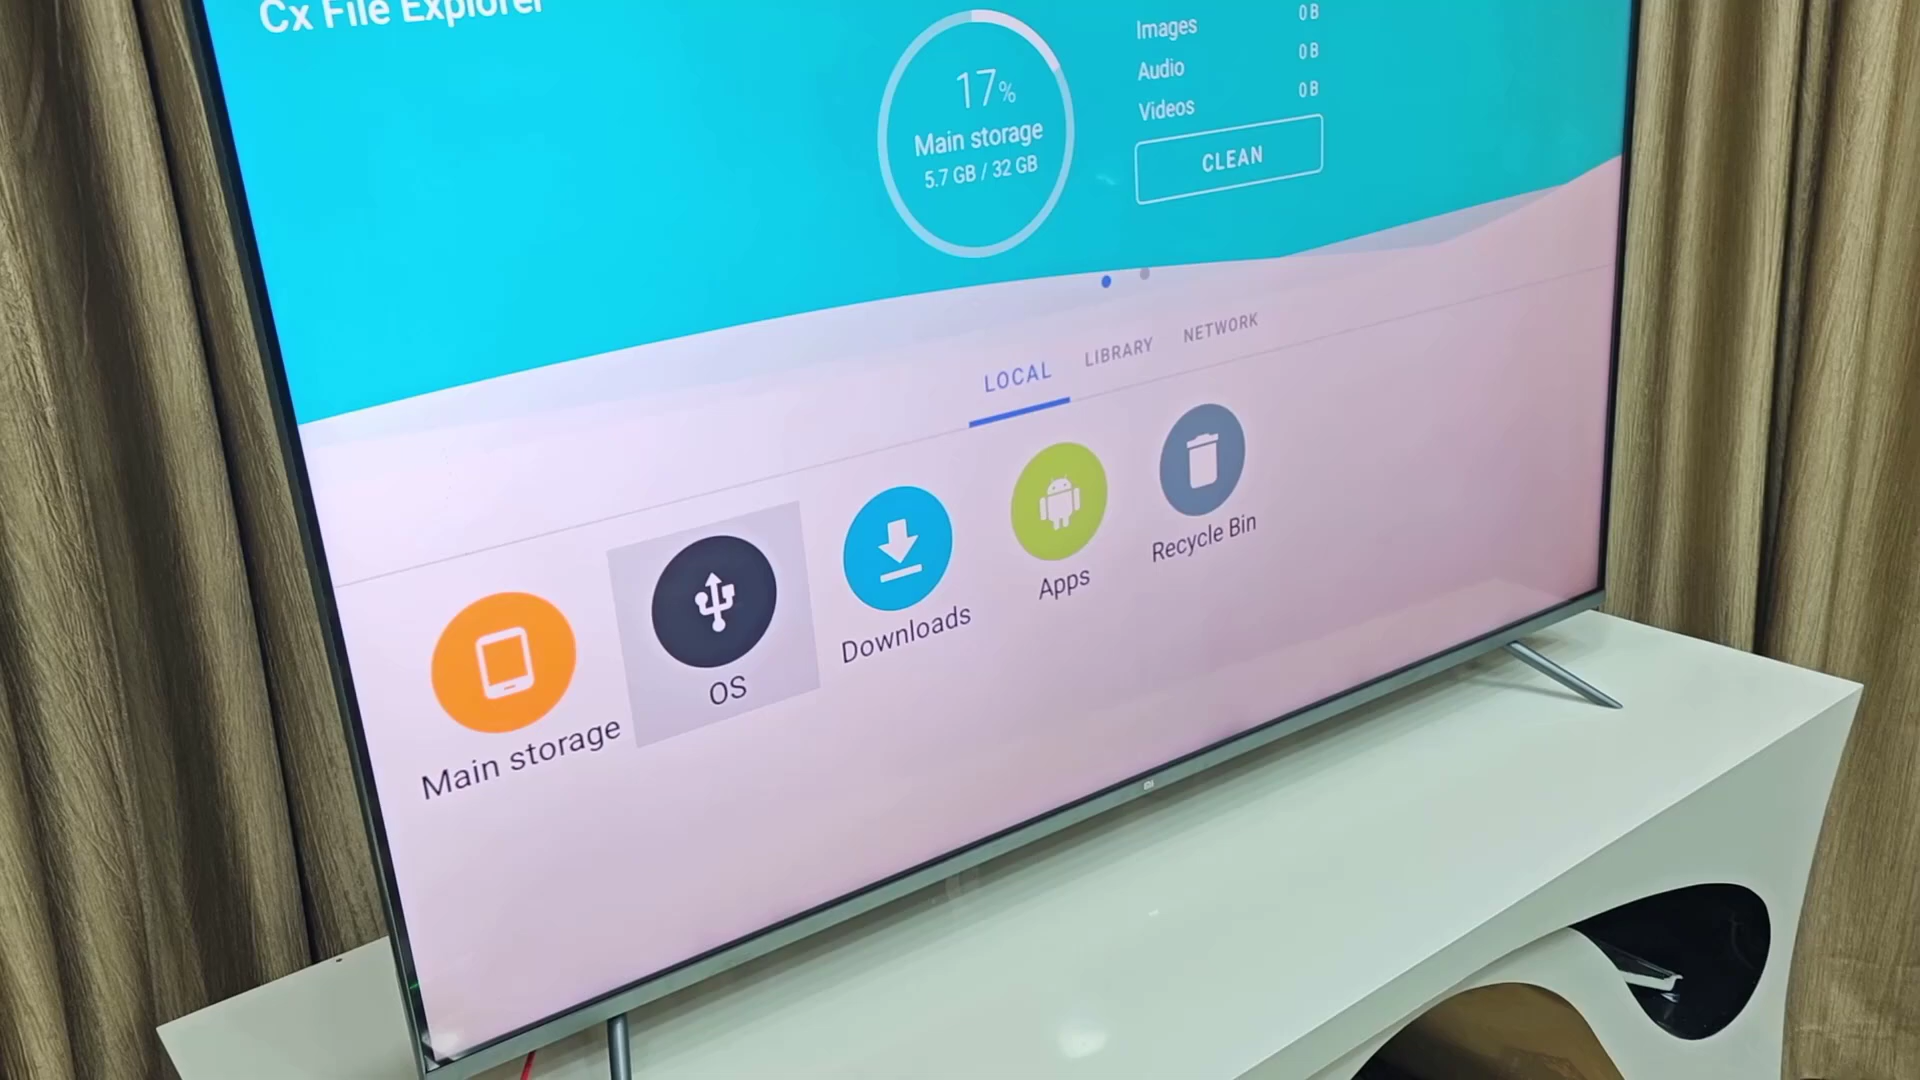 Cx File Explorer
17%
Main storage
5.7 GB / 32 GB
Images 0 B
Audio 0 B
Videos 0 B
CLEAN
LOCAL LIBRARY NETWORK
Main storage
OS
Downloads
Apps
Recycle Bin
mi